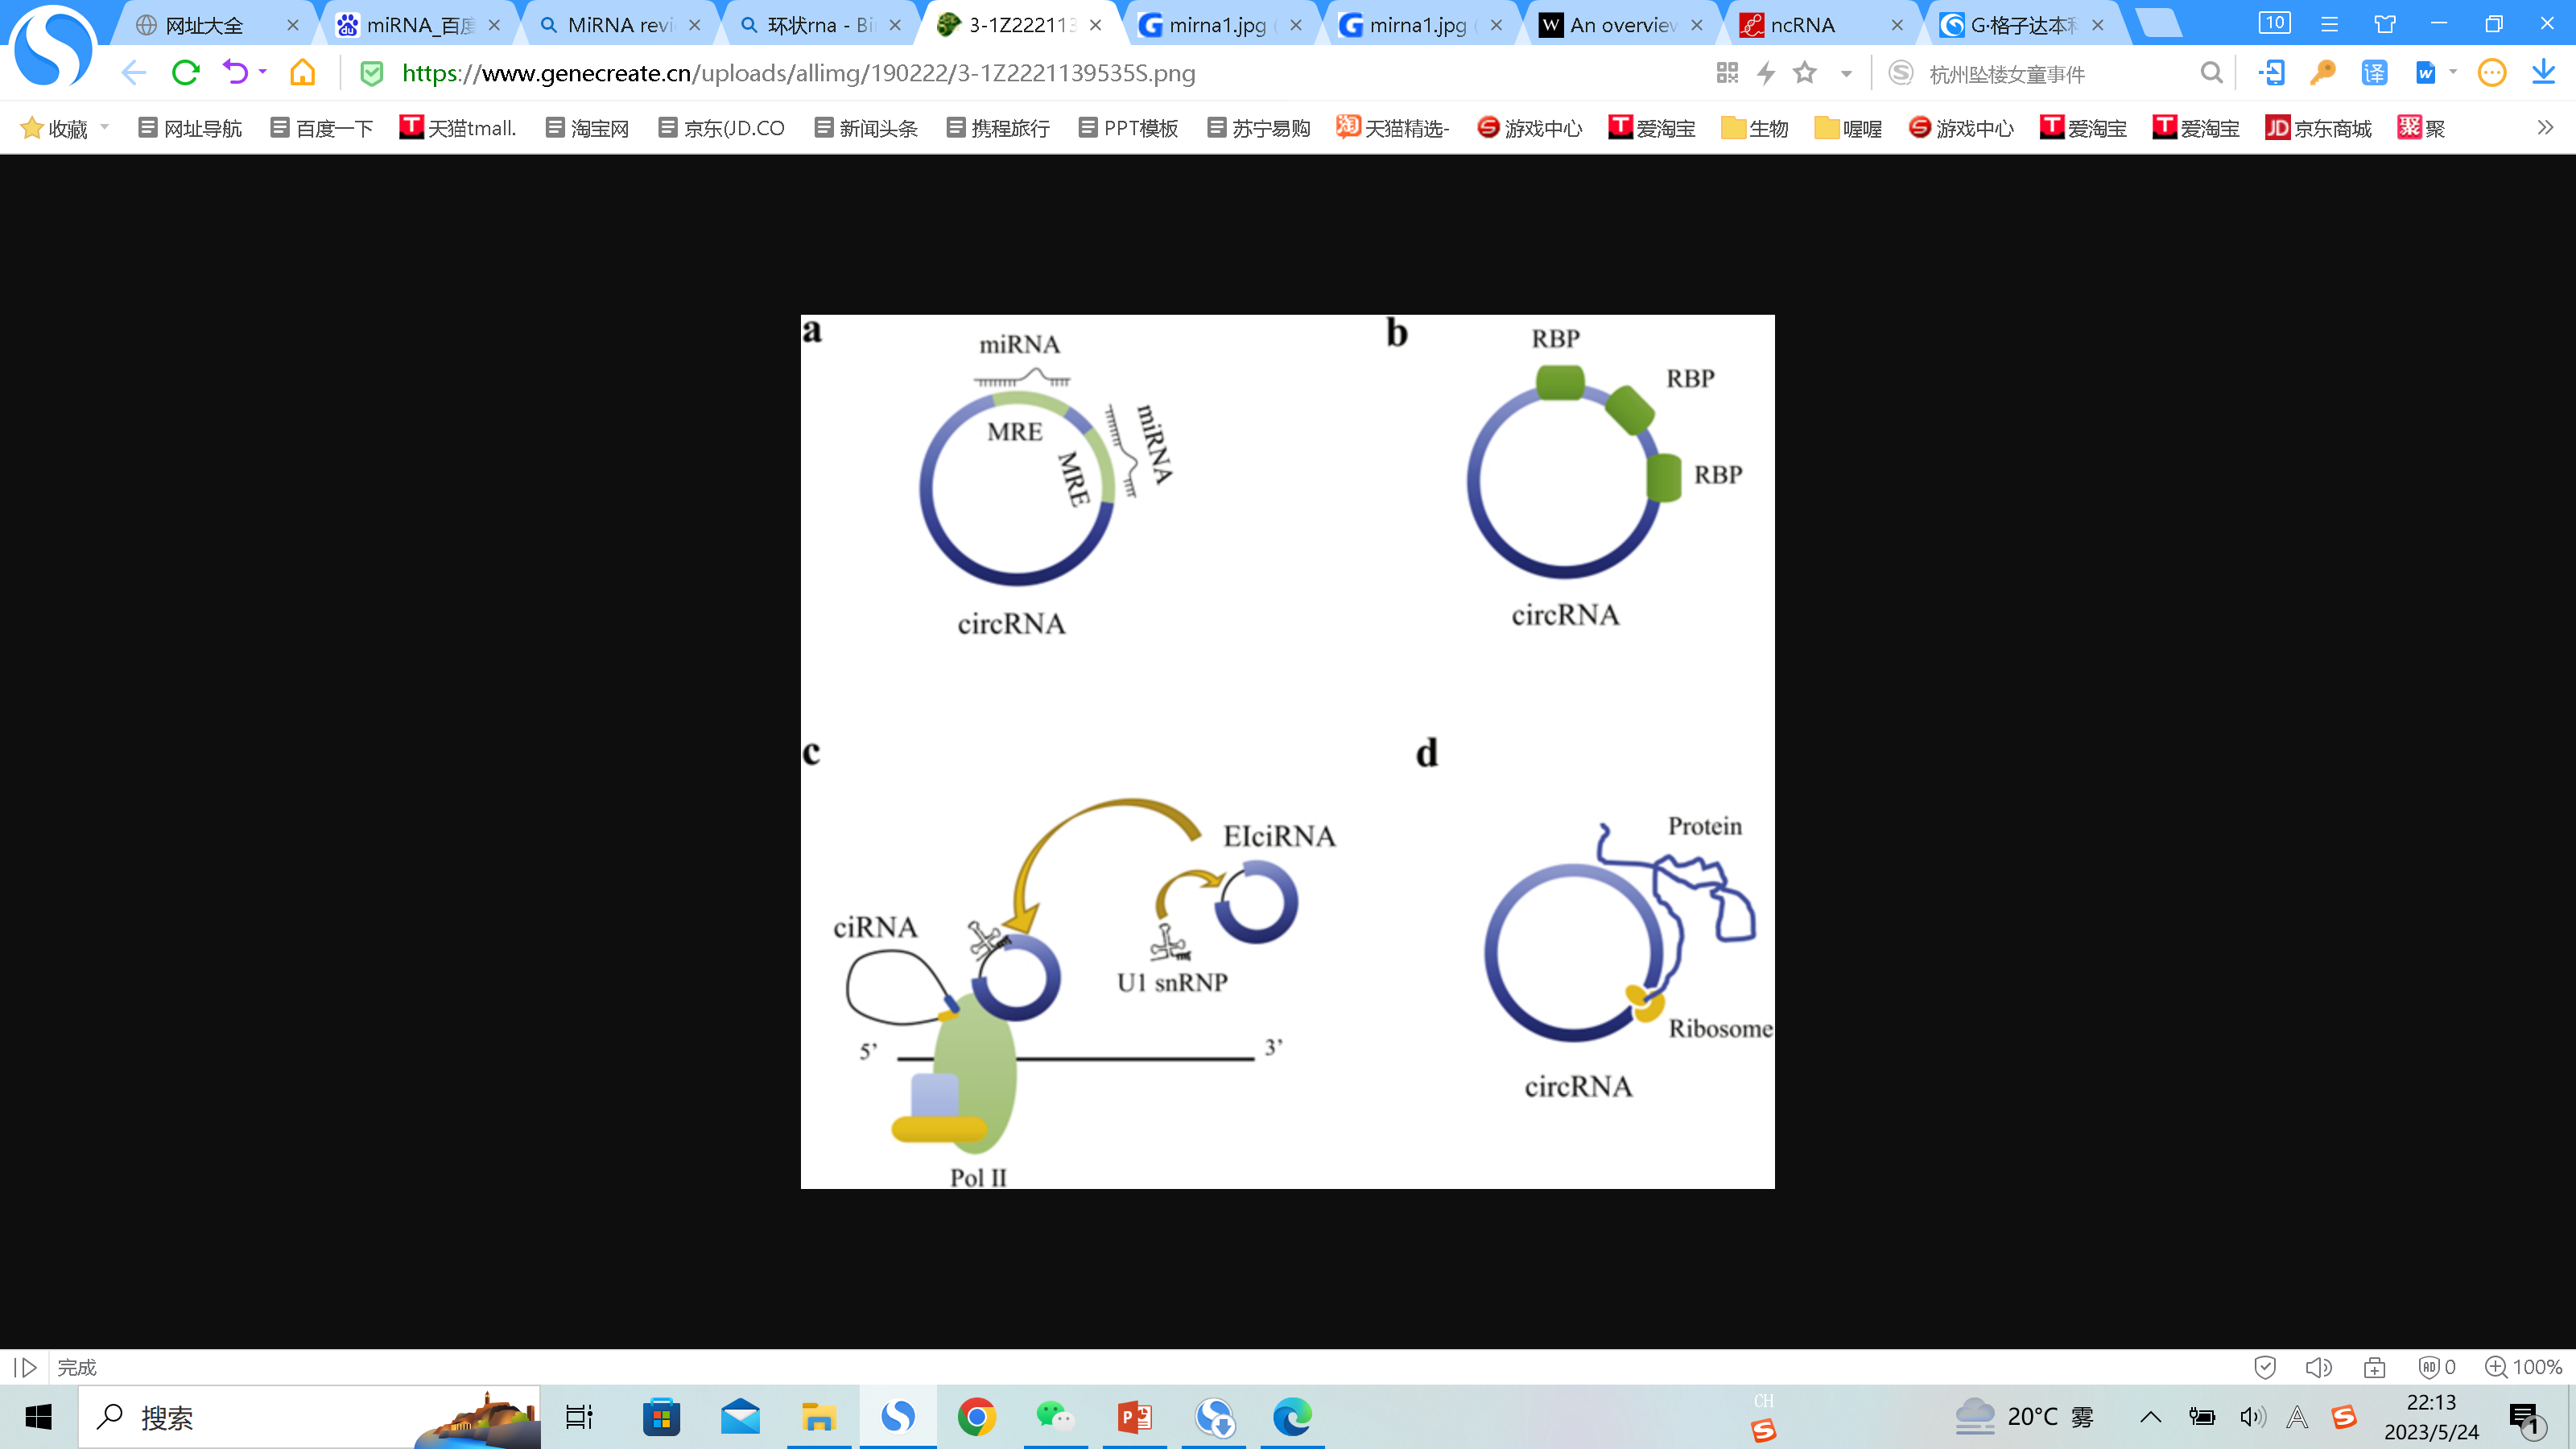 网址大全
miRNA_百度
MiRNA revi
环状rna - Bi
3-1Z222113
mirna1.jpg
mirna1.jpg
An overview
ncRNA
G·格子达本科
10
https://www.genecreate.cn/uploads/allimg/190222/3-1Z2221139535S.png
杭州坠楼女童事件
译
收藏
网址导航
百度一下
天猫tmall.
淘宝网
京东(JD.CO
新闻头条
携程旅行
PPT模板
苏宁易购
天猫精选-
游戏中心
爱淘宝
生物
喔喔
游戏中心
爱淘宝
爱淘宝
京东商城
聚
a
miRNA
MRE
miRNA
MRE
circRNA
b
RBP
RBP
RBP
circRNA
c
EIciRNA
ciRNA
U1 snRNP
5’
3’
Pol II
d
Protein
Ribosome
circRNA
完成
0
100%
搜索
CH
20°C 雾
22:13
2023/5/24
1